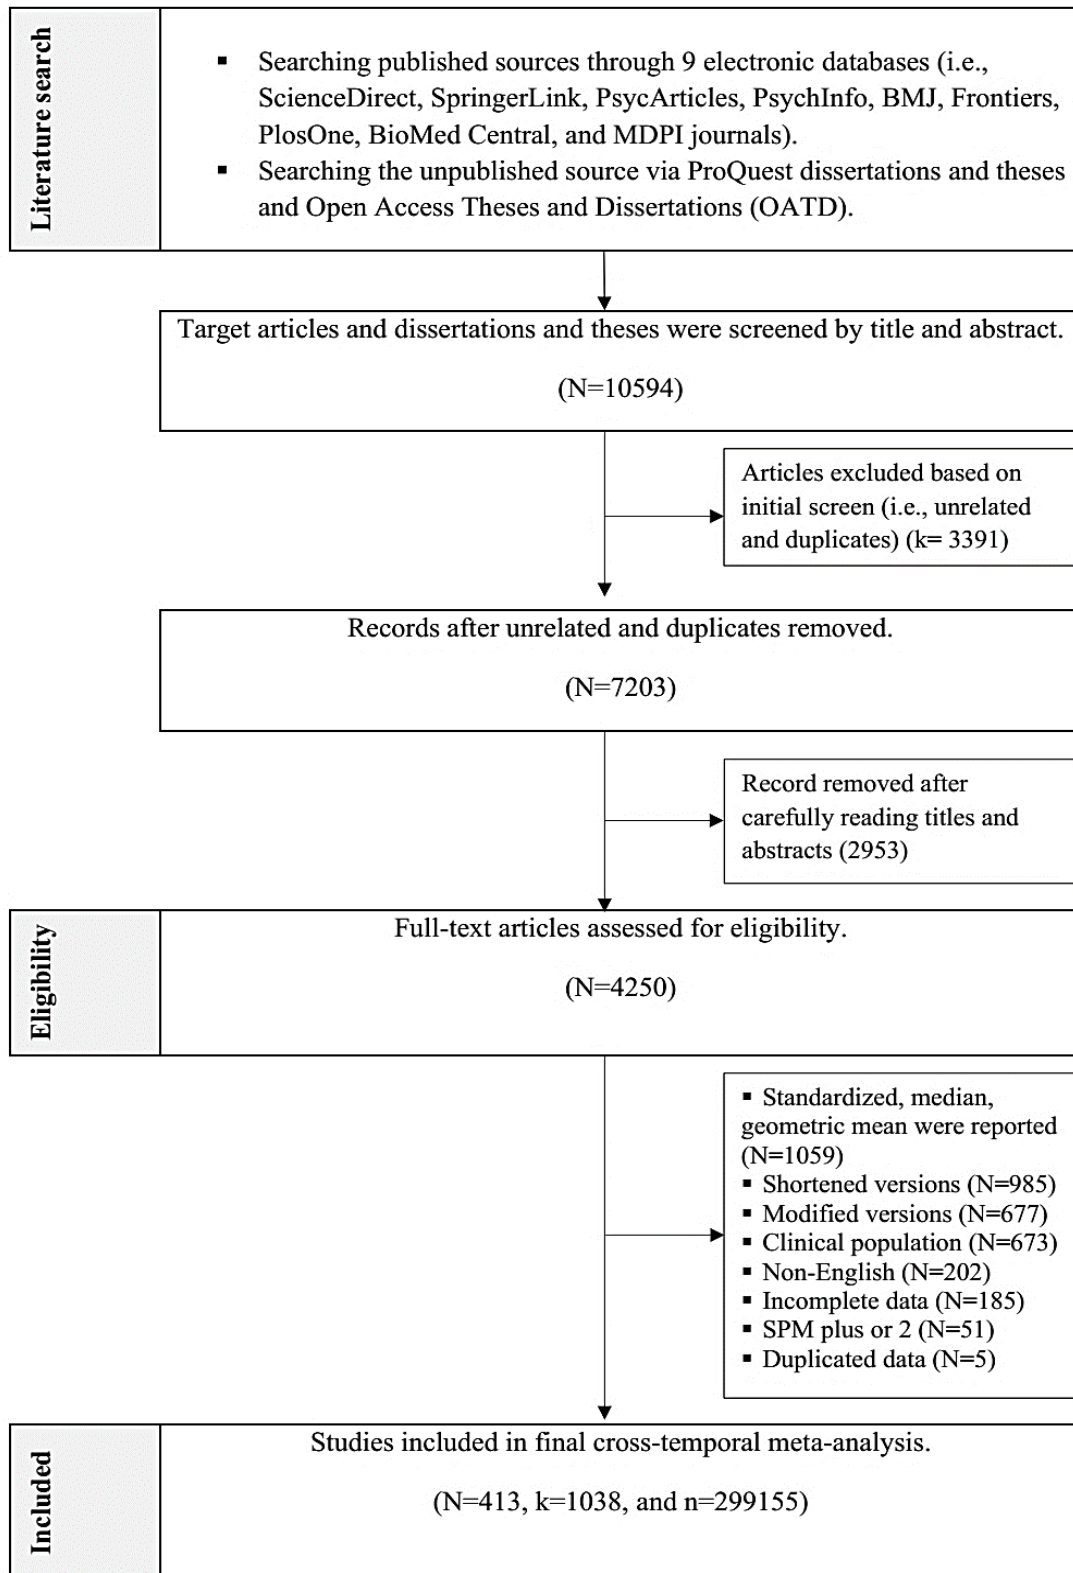 Literature search
▪ Searching published sources through 9 electronic databases (i.e.,
ScienceDirect, SpringerLink, PsycArticles, PsychInfo, BMJ, Frontiers,
PlosOne, BioMed Central, and MDPI journals).
▪ Searching the unpublished source via ProQuest dissertations and theses
and Open Access Theses and Dissertations (OATD).
Target articles and dissertations and theses were screened by title and abstract.
(N=10594)
Articles excluded based on
initial screen (i.e., unrelated
and duplicates) (k= 3391)
Records after unrelated and duplicates removed.
(N=7203)
Record removed after
carefully reading titles and
abstracts (2953)
Eligibility
Full-text articles assessed for eligibility.
(N=4250)
▪ Standardized, median,
geometric mean were reported
(N=1059)
▪ Shortened versions (N=985)
▪ Modified versions (N=677)
▪ Clinical population (N=673)
▪ Non-English (N=202)
▪ Incomplete data (N=185)
▪ SPM plus or 2 (N=51)
▪ Duplicated data (N=5)
Included
Studies included in final cross-temporal meta-analysis.
(N=413, k=1038, and n=299155)